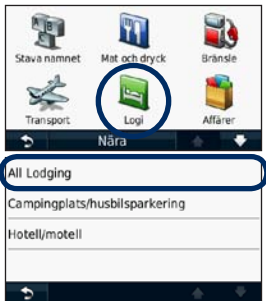 Stava namnet Mat och dryck Bränsle
Transport Logi Affärer
Nära
All Lodging
Campingplats/husbilsparkering
Hotell/motell